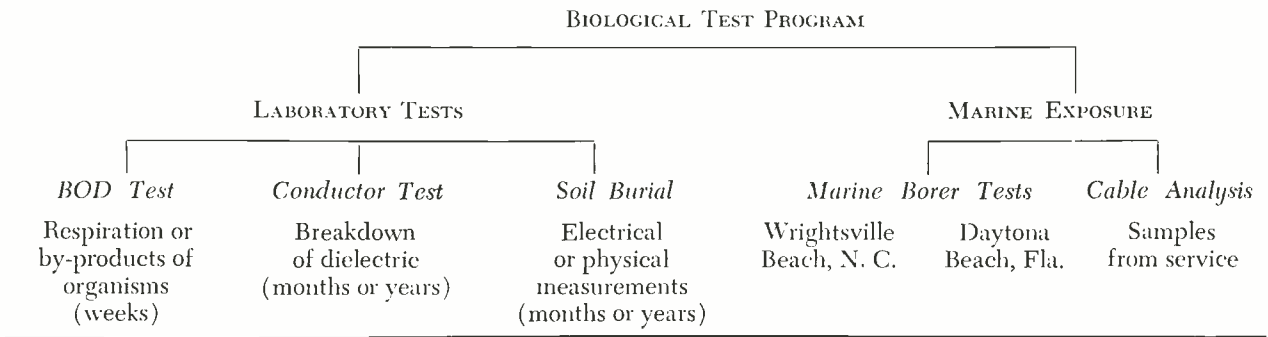 BIOLOGICAL TEST PROGRAM
LABORATORY TESTS
MARINE EXPOSURE
BOD Test
Respiration or
by-products of
organisms
(weeks)
Conductor Test
Breakdown
of dielectric
(months or years)
Soil Burial
Electrical
or physical
measurements
(months or years)
Marine Borer Tests
Wrightsville
Beach, N. C.
Daytona
Beach, Fla.
Cable Analysis
Samples
from service